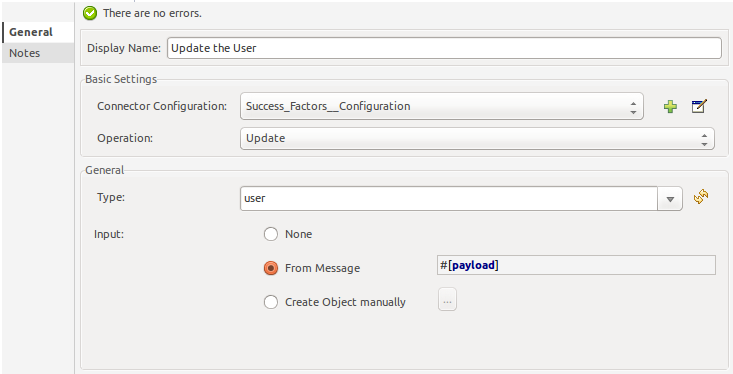 There are no errors.
General
Notes
Display Name: Update the User
Basic Settings
Connector Configuration: Success_Factors__Configuration
Operation: Update
General
Type: user
Input: None
From Message #[payload]
Create Object manually ...